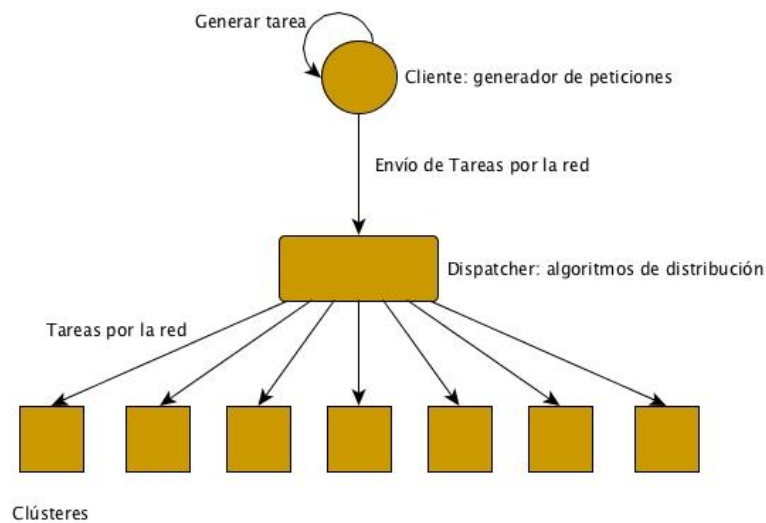 Generar tarea
Cliente: generador de peticiones
Envío de Tareas por la red
Dispatcher: algoritmos de distribución
Tareas por la red
Clústeres